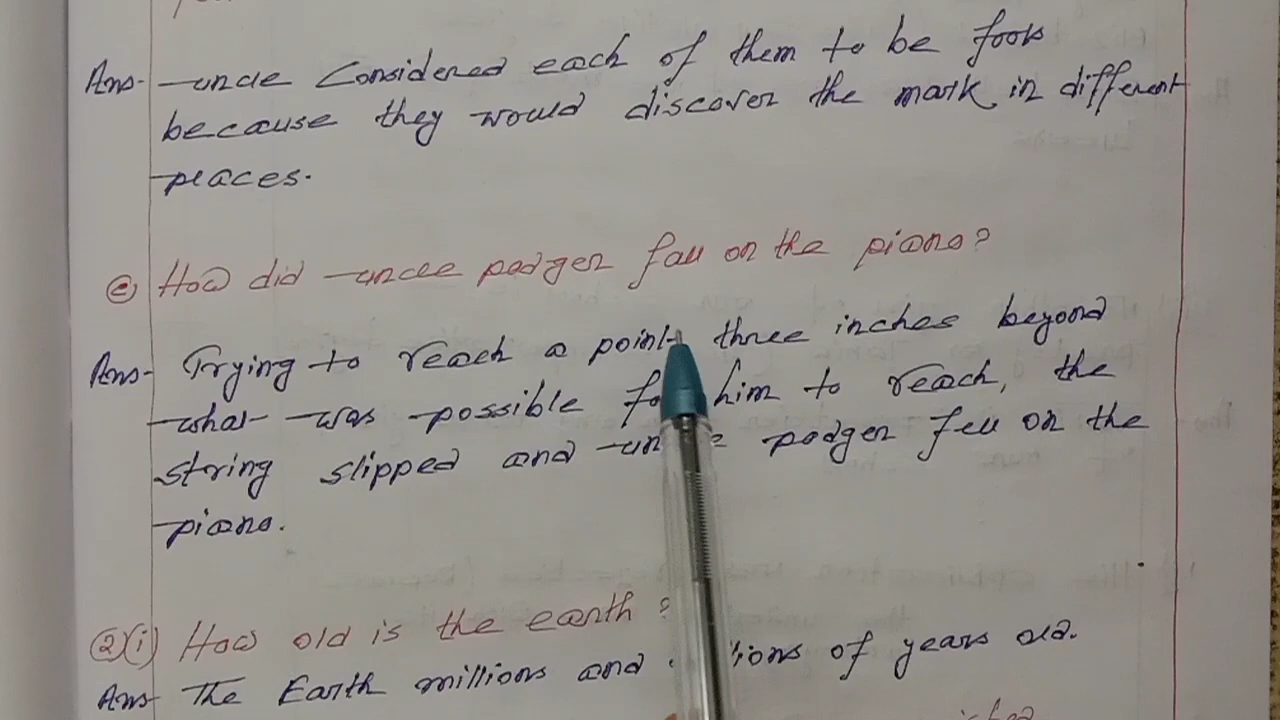 Ans- uncle Considered each of them to be fools
because they would discover the mark in different
places.
e) How did uncle podger fall on the piano?
Ans- Trying to reach a point three inches beyond
what was possible for him to reach, the
string slipped and podger fell on the
piano.
2)(i) How old is the earth?
Ans- The Earth millions and of years old.